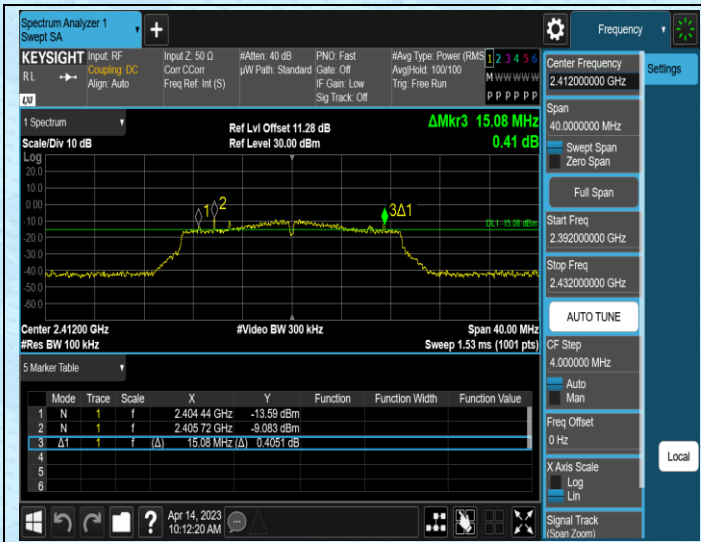 Spectrum Analyzer 1
Swept SA
+
Frequency
KEYSIGHT
R L
LXI
Input: RF
Coupling: DC
Align: Auto
Input Z: 50 Ω
Corr CCorr
Freq Ref: Int (S)
#Atten: 40 dB
µW Path: Standard
PNO: Fast
Gate: Off
IF Gain: Low
Sig Track: Off
#Avg Type: Power (RMS
Avg|Hold: 100/100
Trig: Free Run
1 2 3 4 5 6
M W W W W W
P P P P P P
1 Spectrum
Scale/Div 10 dB
Ref Lvl Offset 11.28 dB
Ref Level 30.00 dBm
ΔMkr3 15.08 MHz
0.41 dB
Log
20.0
10.0
0.00
-10.0
-20.0
-30.0
-40.0
-50.0
-60.0
1
2
3Δ1
DL1 -15.08 dBm
Center 2.41200 GHz
#Res BW 100 kHz
#Video BW 300 kHz
Span 40.00 MHz
Sweep 1.53 ms (1001 pts)
5 Marker Table
Mode Trace Scale X Y Function Function Width Function Value
1 N 1 f 2.404 44 GHz -13.59 dBm
2 N 1 f 2.405 72 GHz -9.083 dBm
3 Δ1 1 f (Δ) 15.08 MHz (Δ) 0.4051 dB
4
5
6
?
Apr 14, 2023
10:12:20 AM
Center Frequency
2.412000000 GHz
Settings
Span
40.0000000 MHz
Swept Span
Zero Span
Full Span
Start Freq
2.392000000 GHz
Stop Freq
2.432000000 GHz
AUTO TUNE
CF Step
4.000000 MHz
Auto
Man
Freq Offset
0 Hz
X Axis Scale
Log
Lin
Signal Track
(Span Zoom)
Local